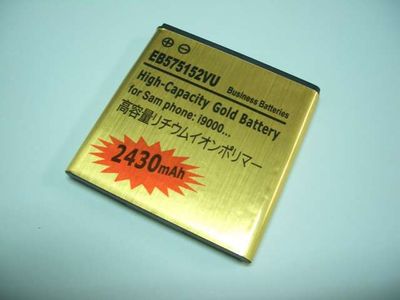 ⊕ ⊖
EB575152VU
Business Batteries
High-Capacity Gold Battery
for Sam phone: i9000...
高容量リチウムイオンポリマー
2430mAh